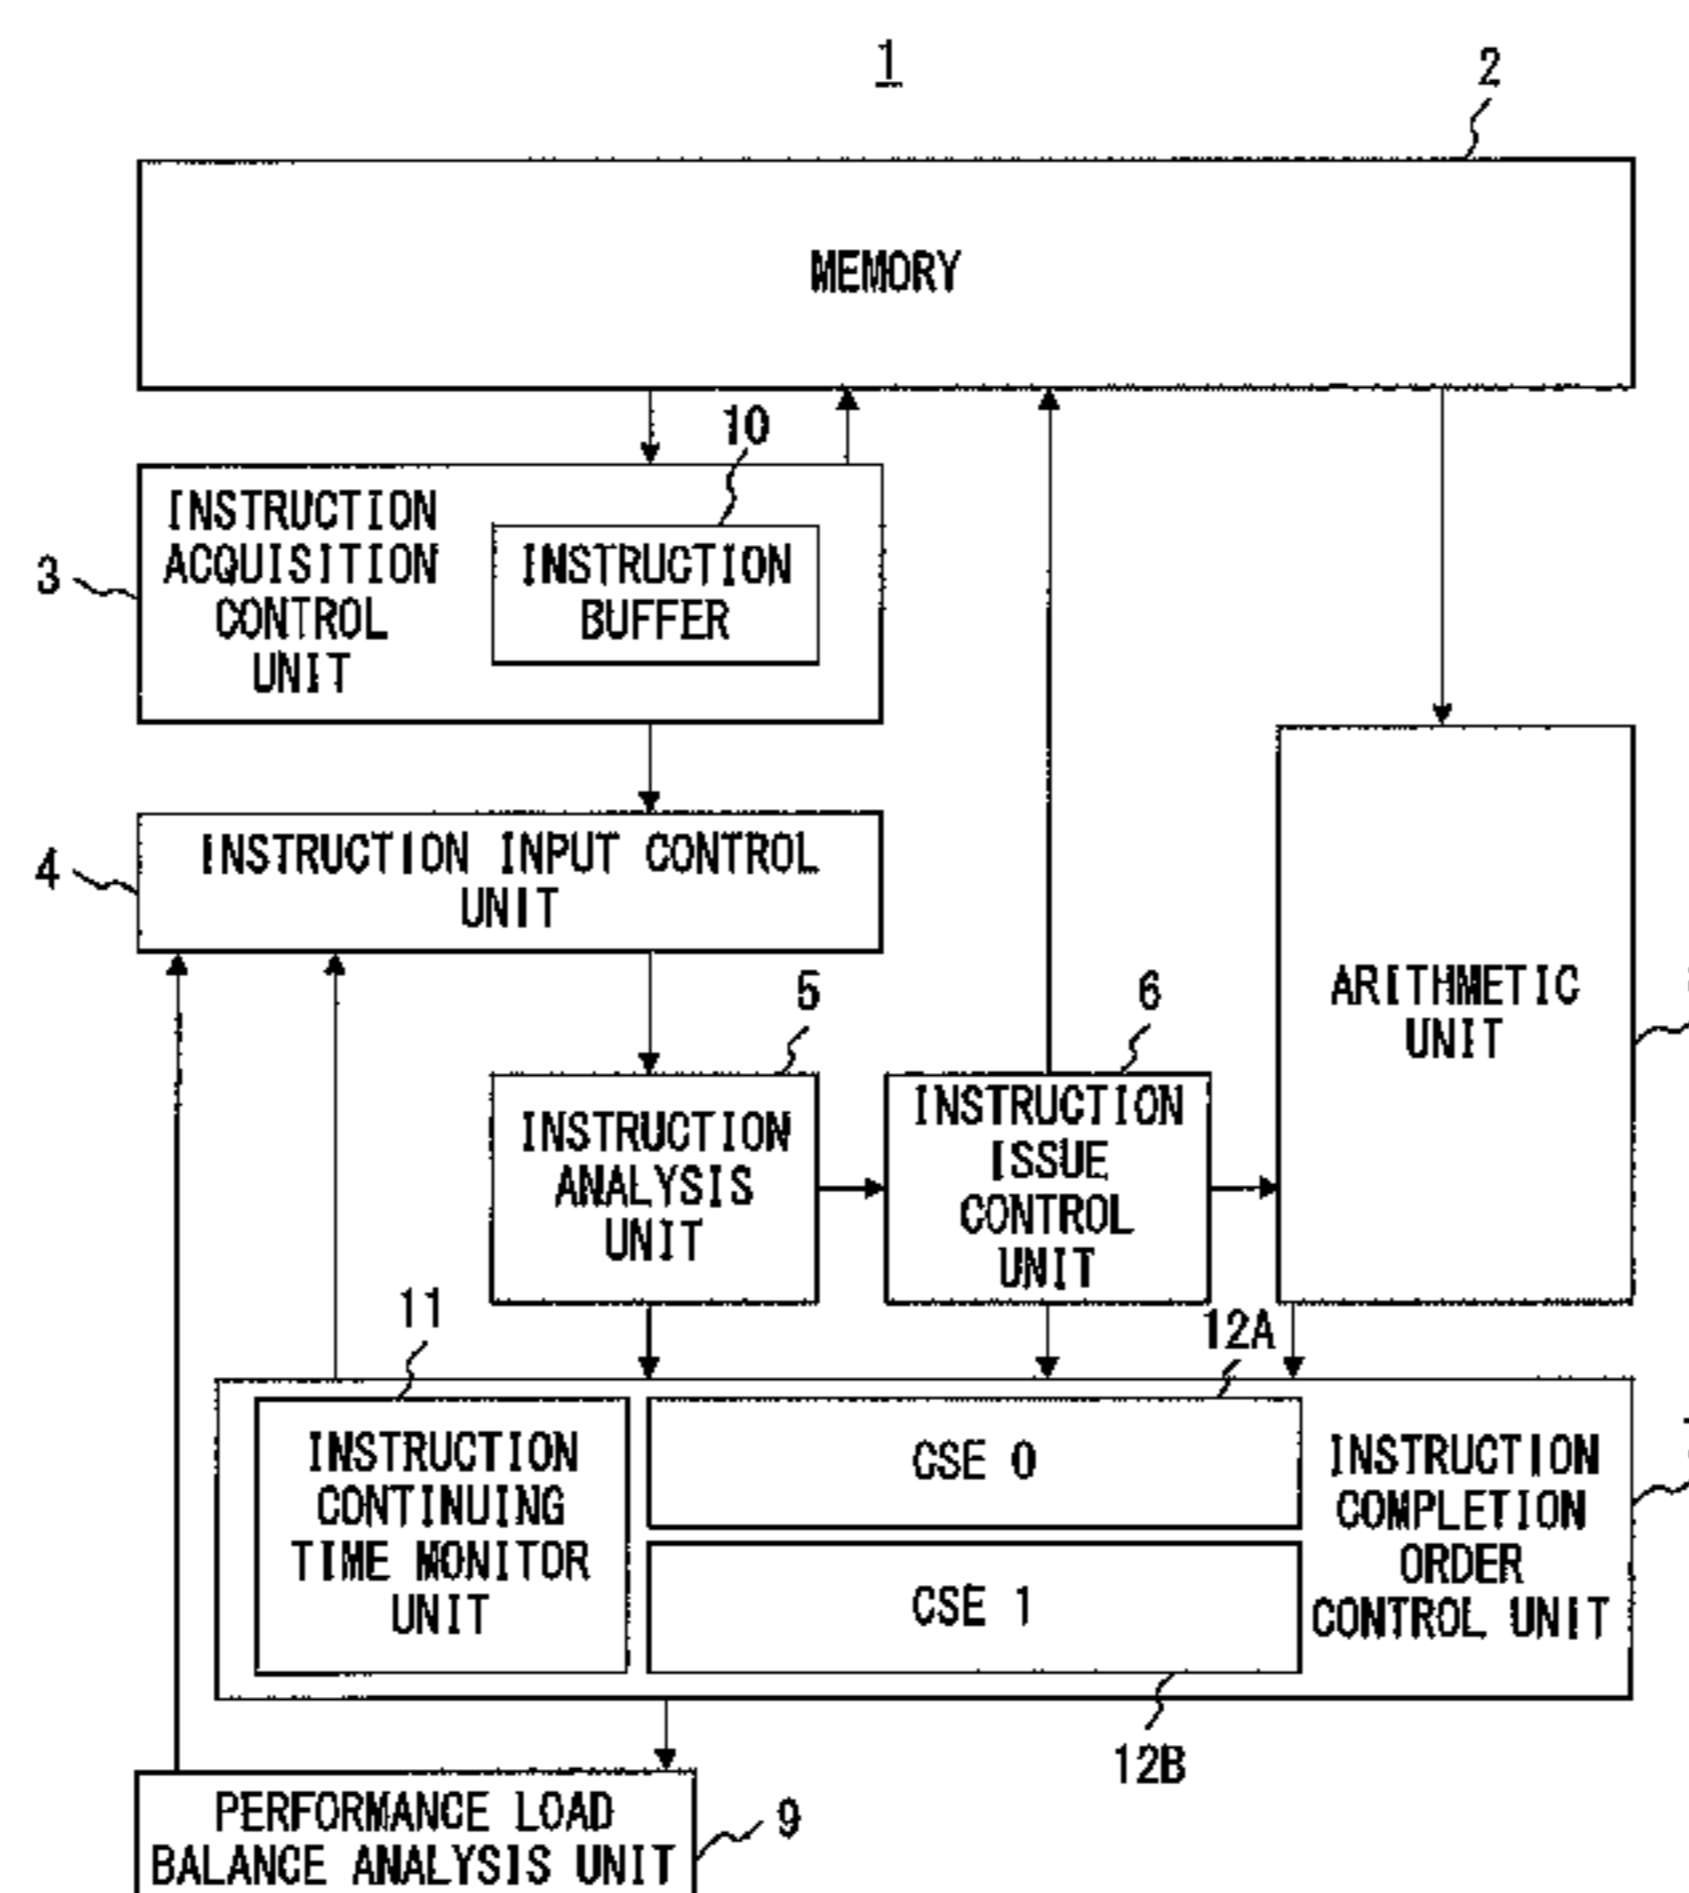 1
2
MEMORY
10
INSTRUCTION
ACQUISITION
CONTROL
UNIT
INSTRUCTION
BUFFER
3
INSTRUCTION INPUT CONTROL
UNIT
4
5
6
ARITHMETIC
UNIT
INSTRUCTION
ANALYSIS
UNIT
INSTRUCTION
ISSUE
CONTROL
UNIT
11
12A
INSTRUCTION
CONTINUING
TIME MONITOR
UNIT
CSE 0
CSE 1
INSTRUCTION
COMPLETION
ORDER
CONTROL UNIT
12B
PERFORMANCE LOAD
BALANCE ANALYSIS UNIT
9